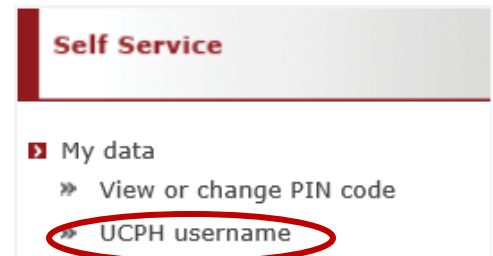 Self Service
My data
» View or change PIN code
» UCPH username